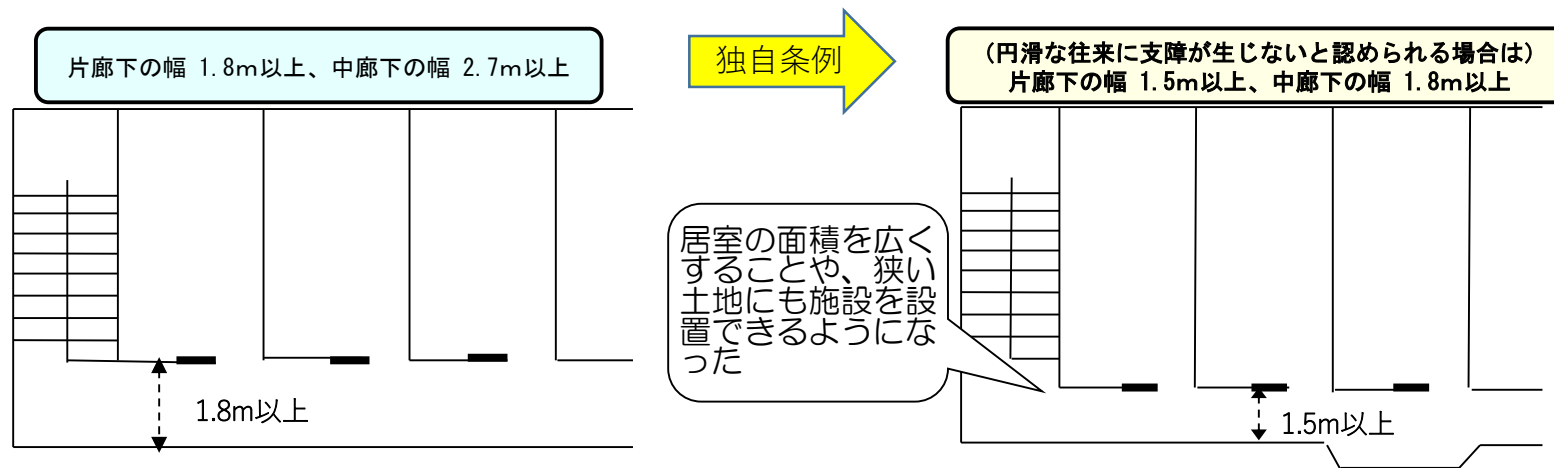 片廊下の幅 1.8m以上、中廊下の幅 2.7m以上
独自条例
(円滑な往来に支障が生じないと認められる場合は)
片廊下の幅 1.5m以上、中廊下の幅 1.8m以上
居室の面積を広く
することや、狭い
土地にも施設を設
置できるようにな
った
1.8m以上
1.5m以上